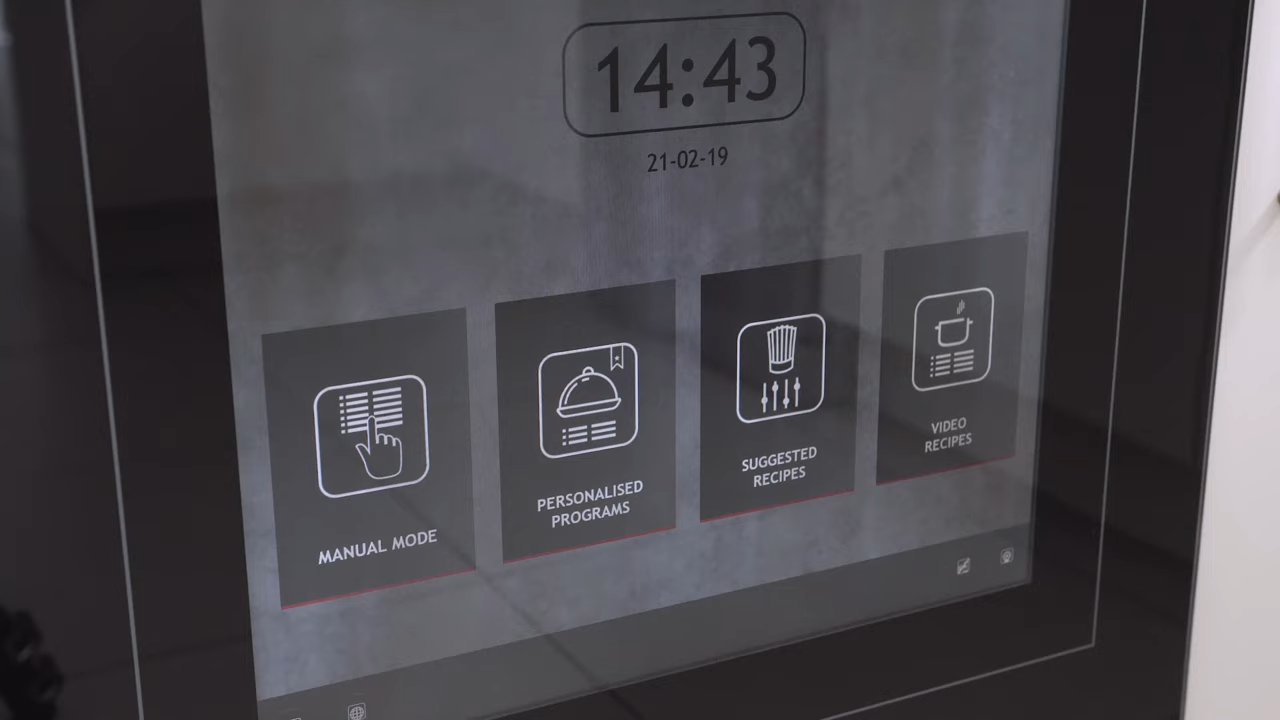 14:43
21-02-19
MANUAL MODE
PERSONALISED
PROGRAMS
SUGGESTED
RECIPES
VIDEO
RECIPES